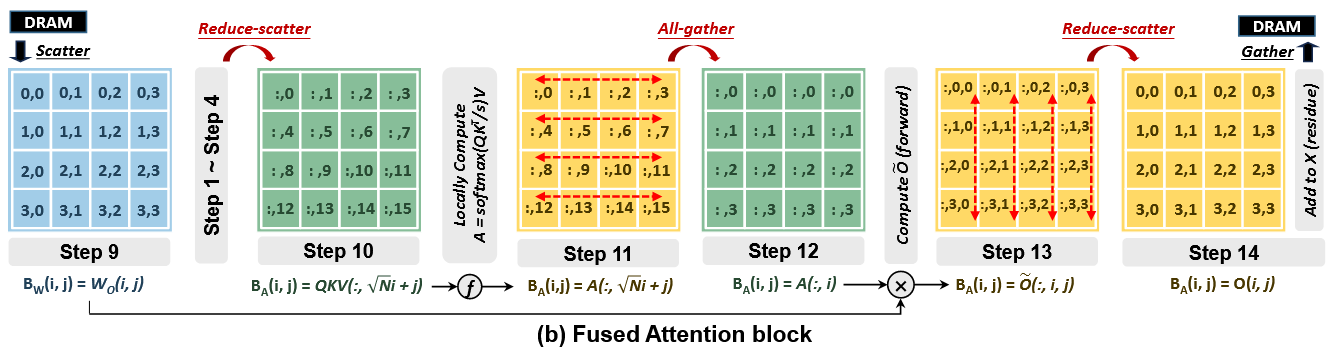 DRAM
Scatter
Reduce-scatter
All-gather
Reduce-scatter
DRAM
Gather
0,0 0,1 0,2 0,3
1,0 1,1 1,2 1,3
2,0 2,1 2,2 2,3
3,0 3,1 3,2 3,3
Step 9
B_W(i, j) = W_O(i, j)
Step 1 ~ Step 4
:,0 :,1 :,2 :,3
:,4 :,5 :,6 :,7
:,8 :,9 :,10 :,11
:,12 :,13 :,14 :,15
Step 10
B_A(i, j) = QKV(:, √N i + j)
Locally Compute
A = softmax(QK^T/s)V
f
:,0 :,1 :,2 :,3
:,4 :,5 :,6 :,7
:,8 :,9 :,10 :,11
:,12 :,13 :,14 :,15
Step 11
B_A(i,j) = A(:, √N i + j)
:,0 :,0 :,0 :,0
:,1 :,1 :,1 :,1
:,2 :,2 :,2 :,2
:,3 :,3 :,3 :,3
Step 12
B_A(i, j) = A(:, i)
Compute Õ (forward)
×
:,0,0 :,0,1 :,0,2 :,0,3
:,1,0 :,1,1 :,1,2 :,1,3
:,2,0 :,2,1 :,2,2 :,2,3
:,3,0 :,3,1 :,3,2 :,3,3
Step 13
B_A(i, j) = Õ(:, i, j)
0,0 0,1 0,2 0,3
1,0 1,1 1,2 1,3
2,0 2,1 2,2 2,3
3,0 3,1 3,2 3,3
Step 14
B_A(i, j) = O(i, j)
Add to X (residue)
(b) Fused Attention block